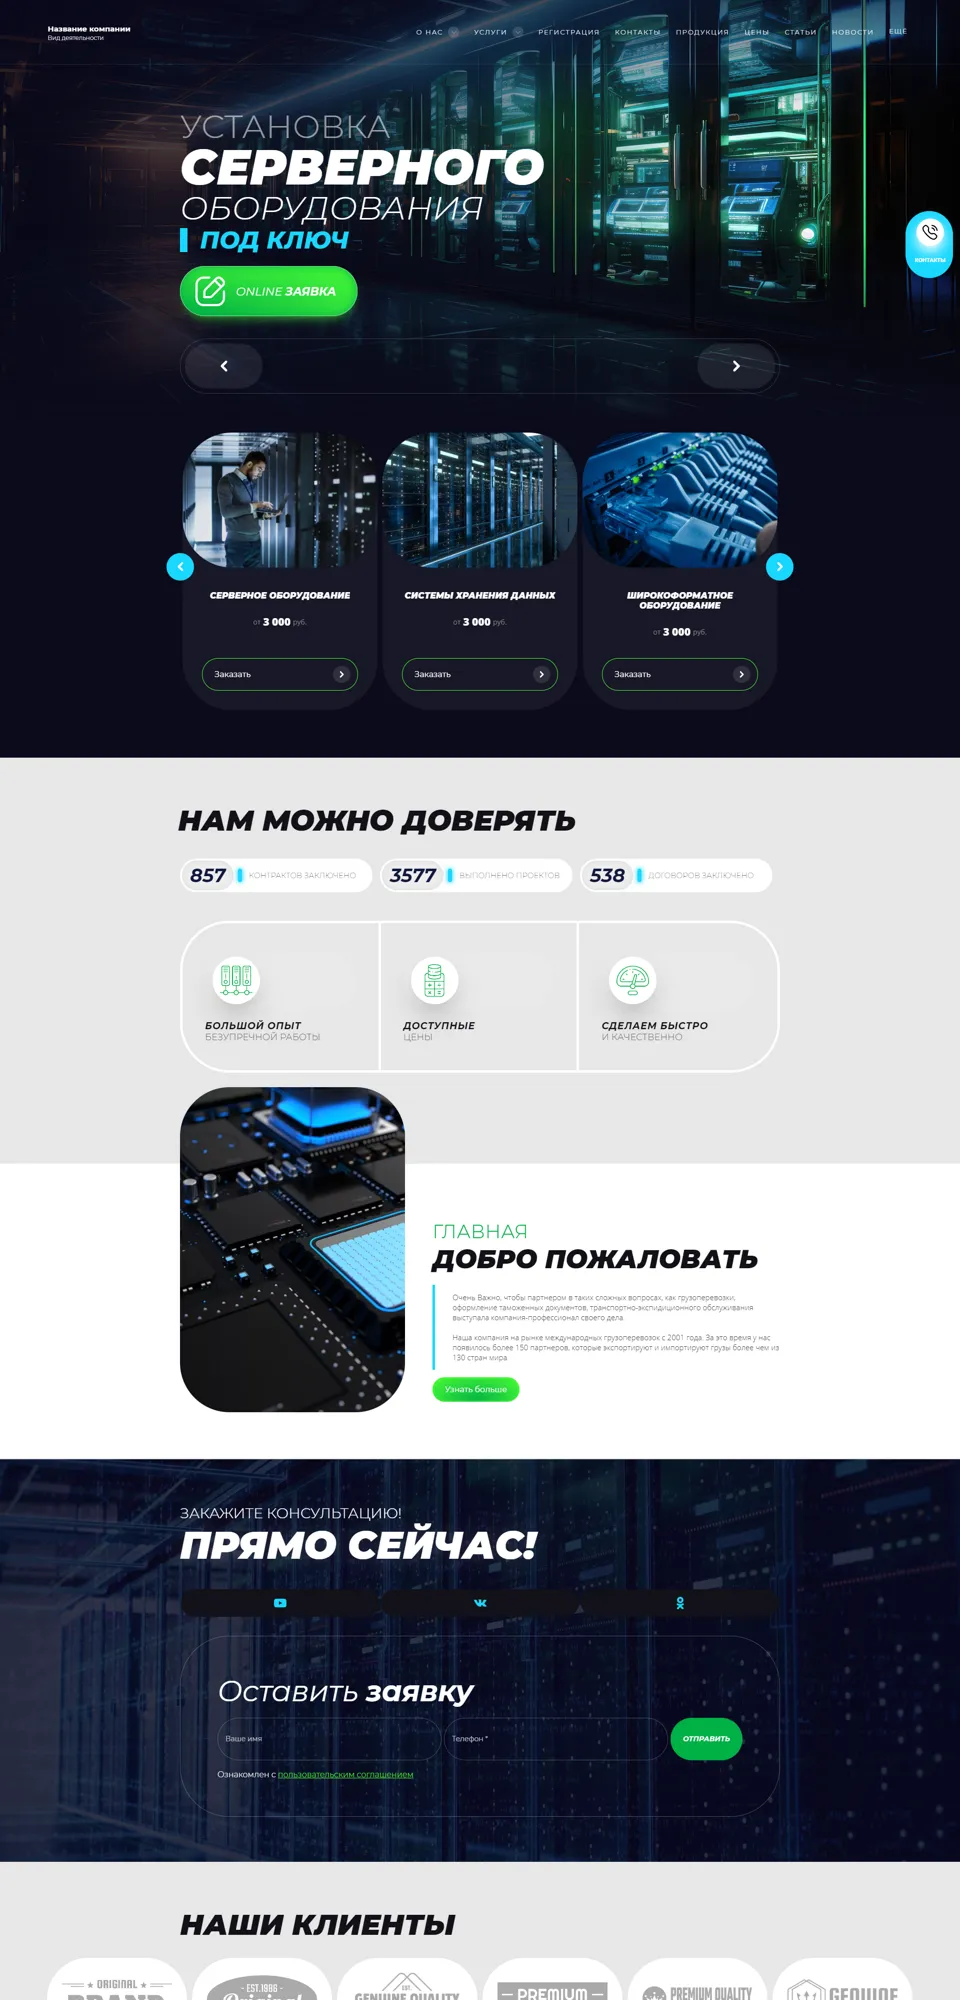 Название компании
Вид деятельности
О НАС
УСЛУГИ
РЕГИСТРАЦИЯ
КОНТАКТЫ
ПРОДУКЦИЯ
ЦЕНЫ
СТАТЬИ
НОВОСТИ
ЕЩЕ
УСТАНОВКА
СЕРВЕРНОГО
ОБОРУДОВАНИЯ
ПОД КЛЮЧ
ONLINE ЗАЯВКА
КОНТАКТЫ
СЕРВЕРНОЕ ОБОРУДОВАНИЕ
от 3 000 руб.
Заказать
СИСТЕМЫ ХРАНЕНИЯ ДАННЫХ
от 3 000 руб.
Заказать
ШИРОКОФОРМАТНОЕ
ОБОРУДОВАНИЕ
от 3 000 руб.
Заказать
НАМ МОЖНО ДОВЕРЯТЬ
857 КОНТРАКТОВ ЗАКЛЮЧЕНО
3577 ВЫПОЛНЕНО ПРОЕКТОВ
538 ДОГОВОРОВ ЗАКЛЮЧЕНО
БОЛЬШОЙ ОПЫТ
БЕЗУПРЕЧНОЙ РАБОТЫ
ДОСТУПНЫЕ
ЦЕНЫ
СДЕЛАЕМ БЫСТРО
И КАЧЕСТВЕННО
ГЛАВНАЯ
ДОБРО ПОЖАЛОВАТЬ
Очень Важно, чтобы партнером в таких сложных вопросах, как грузоперевозки,
оформление таможенных документов, транспортно-экспидиционного обслуживания
выступала компания-профессионал своего дела
Наша компания на рынке международных грузоперевозок с 2001 года. За это время у нас
появилось более 150 партнеров, которые экспортируют и импортируют грузы более чем из
130 стран мира
Узнать больше
ЗАКАЖИТЕ КОНСУЛЬТАЦИЮ!
ПРЯМО СЕЙЧАС!
Оставить заявку
Ваше имя
Телефон *
ОТПРАВИТЬ
Ознакомлен с пользовательским соглашением
НАШИ КЛИЕНТЫ
ORIGINAL
BRAND
EST.1986
Original
EST.
GENUINE QUALITY
PREMIUM
PREMIUM QUALITY
GENUINE